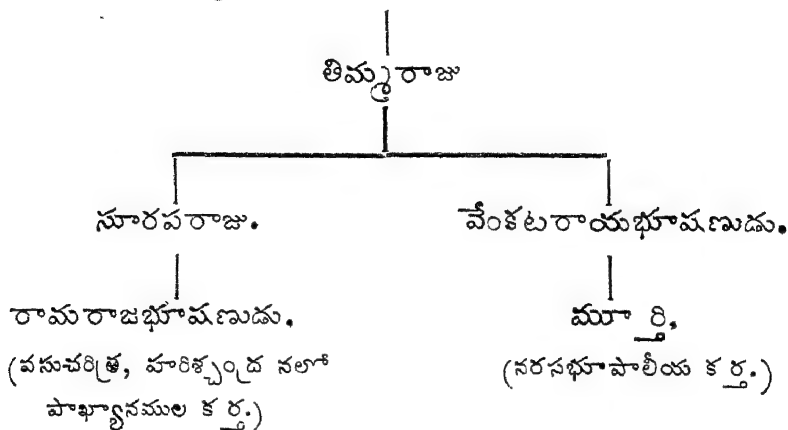 తిమ్మరాజు
సూరపరాజు. వేంకటరాయభూషణుడు.
రామరాజభూషణుడు. మూర్తి,
(వసుచరిత్ర, హరిశ్చంద్ర నలో (నరసభూపాలీయ కర్త.)
పాఖ్యానముల కర్త.)